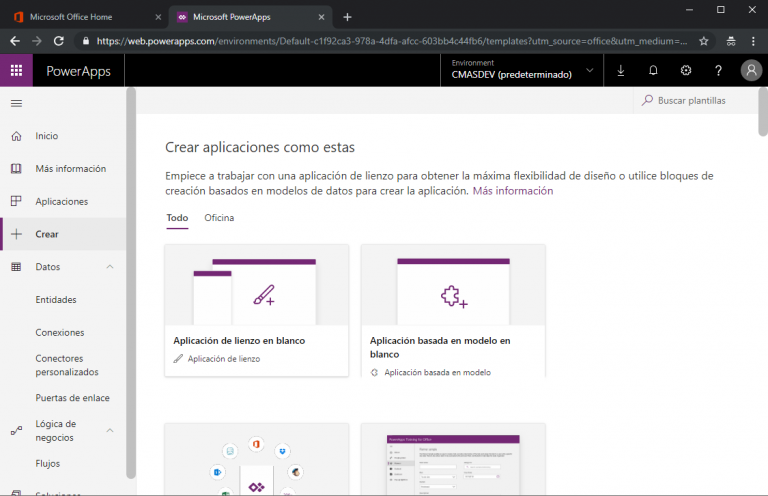 Microsoft Office Home
Microsoft PowerApps
https://web.powerapps.com/environments/Default-c1f92ca3-978a-4dfa-afcc-603bb4c44fb6/templates?utm_source=office&utm_medium=...
PowerApps
Environment
CMASDEV (predeterminado)
Buscar plantillas
Inicio
Más información
Aplicaciones
Crear
Datos
Entidades
Conexiones
Conectores
personalizados
Puertas de enlace
Lógica de
negocios
Flujos
Soluciones
Crear aplicaciones como estas
Empiece a trabajar con una aplicación de lienzo para obtener la máxima flexibilidad de diseño o utilice bloques de
creación basados en modelos de datos para crear la aplicación. Más información
Todo
Oficina
Aplicación de lienzo en blanco
Aplicación de lienzo
Aplicación basada en modelo en
blanco
Aplicación basada en modelo